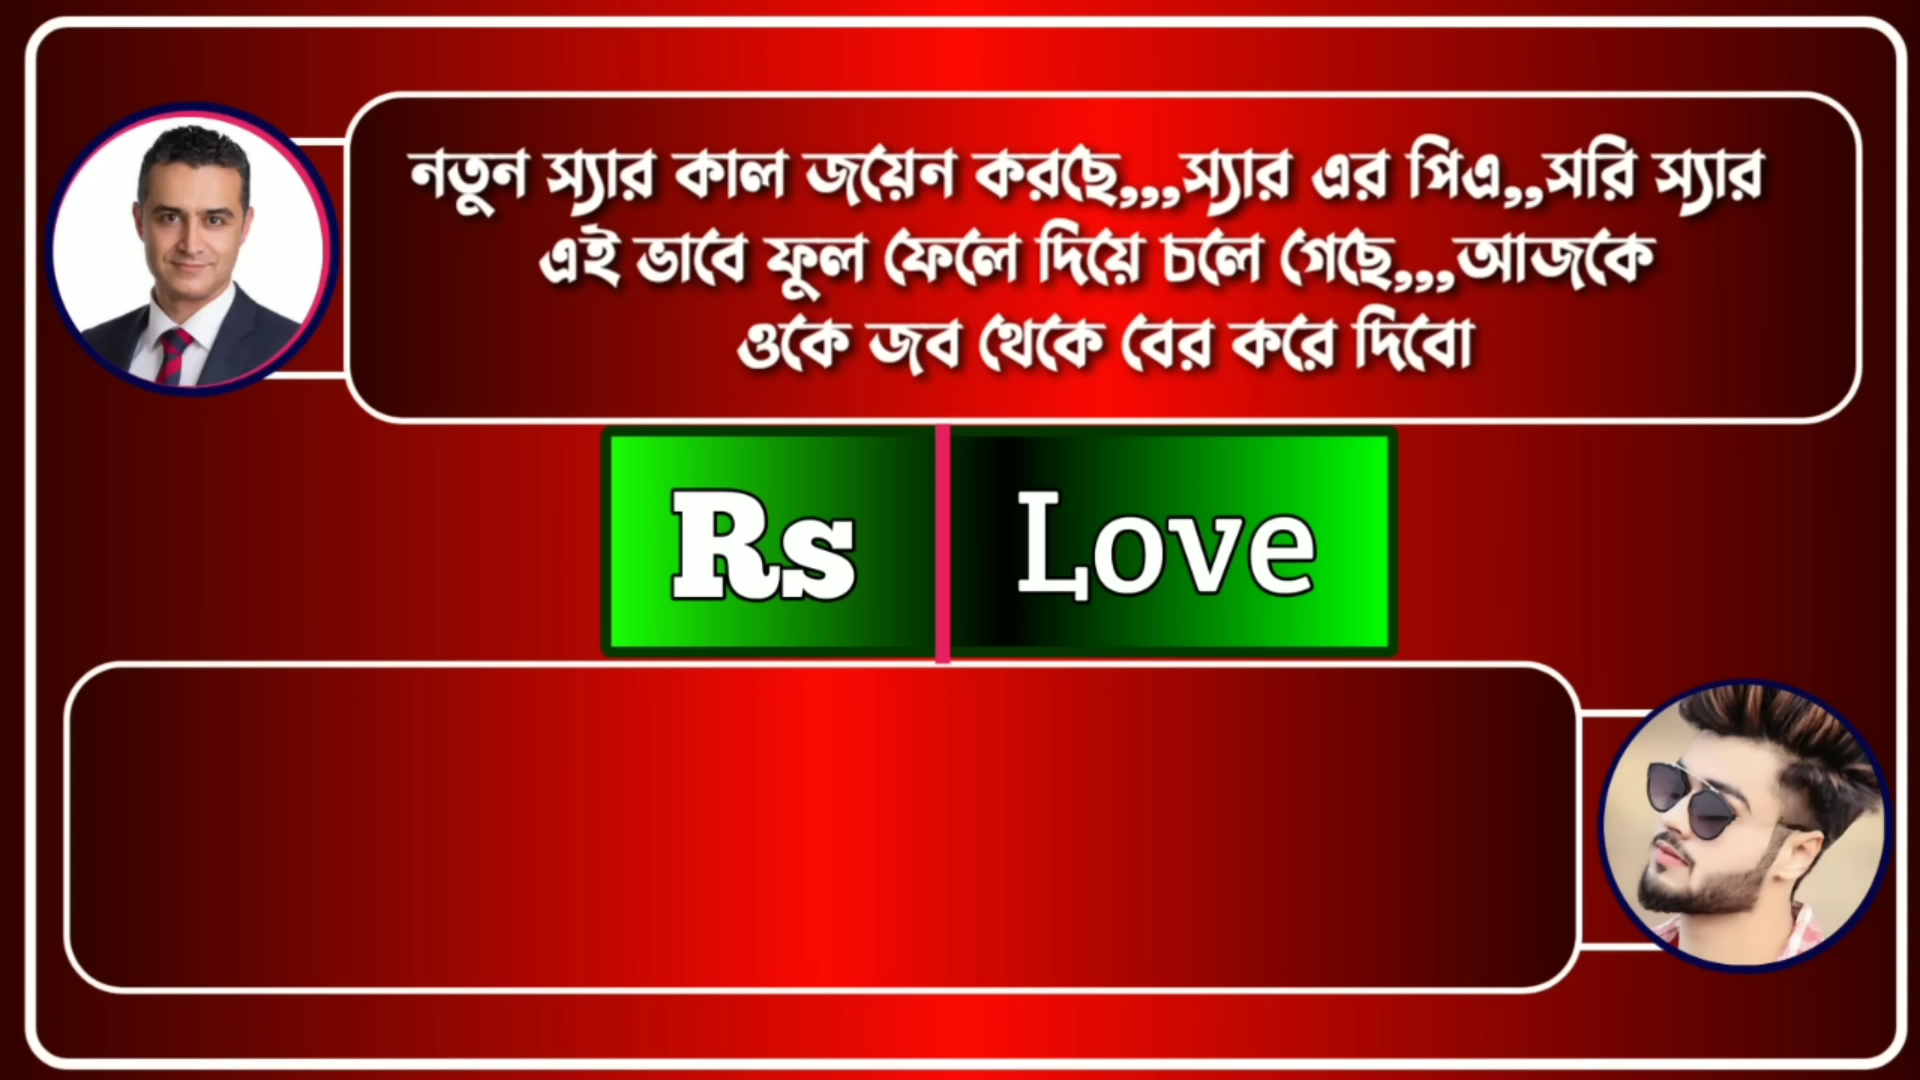 নতুন স্যার কাল জয়েন করছে,,,স্যার এর পিএ,,সরি স্যার
এই ভাবে ফুল ফেলে দিয়ে চলে গেছে,,,আজকে
ওকে জব থেকে বের করে দিবো
Rs Love